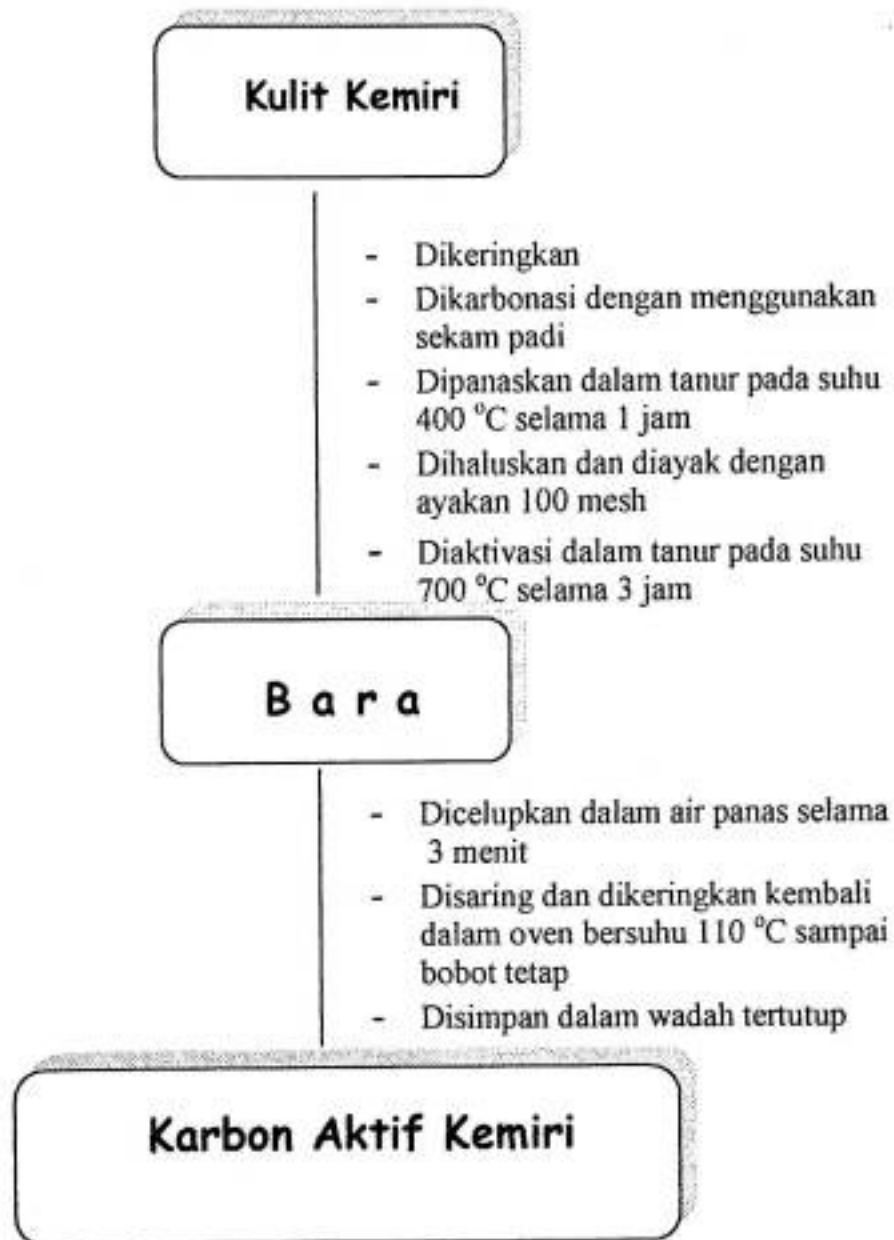 Kulit Kemiri
- Dikeringkan
- Dikarbonasi dengan menggunakan
sekam padi
- Dipanaskan dalam tanur pada suhu
400 °C selama 1 jam
- Dihaluskan dan diayak dengan
ayakan 100 mesh
- Diaktivasi dalam tanur pada suhu
700 °C selama 3 jam
B a r a
- Dicelupkan dalam air panas selama
3 menit
- Disaring dan dikeringkan kembali
dalam oven bersuhu 110 °C sampai
bobot tetap
- Disimpan dalam wadah tertutup
Karbon Aktif Kemiri